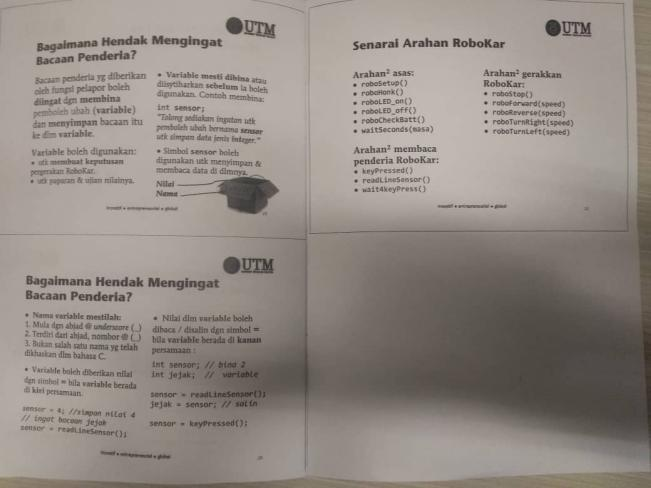 UTM
Bagaimana Hendak Mengingat
Bacaan Penderia?
Bacaan penderia yg diberikan
oleh fungsi pelapor boleh
diingat dgn membina
pemboleh ubah (variable)
dan menyimpan bacaan itu
ke dlm variable.
Variable boleh digunakan:
• utk membuat keputusan
pergerakan RoboKar.
• utk paparan & ujian nilainya.
• Variable mesti dibina atau
diisytiharkan sebelum ia boleh
digunakan. Contoh membina:
int sensor;
"Tolong sediakan ingatan utk
pemboleh ubah bernama sensor
utk simpan data jenis integer."
• Simbol sensor boleh
digunakan utk menyimpan &
membaca data di dlmnya.
Nilai
Nama
inovatif • entrepreneurial • global
UTM
Senarai Arahan RoboKar
Arahan² asas:
• roboSetup()
• roboHonk()
• roboLED_on()
• roboLED_off()
• roboCheckBatt()
• waitSeconds(masa)
Arahan² membaca
penderia RoboKar:
• keyPressed()
• readLineSensor()
• wait4keyPress()
Arahan² gerakkan
RoboKar:
• roboStop()
• roboForward(speed)
• roboReverse(speed)
• roboTurnRight(speed)
• roboTurnLeft(speed)
inovatif • entrepreneurial • global
UTM
Bagaimana Hendak Mengingat
Bacaan Penderia?
• Nama variable mestilah:
1. Mula dgn abjad @ underscore (_)
2. Terdiri dari abjad, nombor @ (_)
3. Bukan salah satu nama yg telah
dikhaskan dlm bahasa C.
• Variable boleh diberikan nilai
dgn simbol = bila variable berada
di kiri persamaan.
sensor = 4; //simpan nilai 4
// ingat bacaan jejak
sensor = readLineSensor();
• Nilai dlm variable boleh
dibaca / disalin dgn simbol =
bila variable berada di kanan
persamaan :
int sensor; // bina 2
int jejak; // variable
sensor = readLineSensor();
jejak = sensor; // salin
sensor = keyPressed();
inovatif • entrepreneurial • global